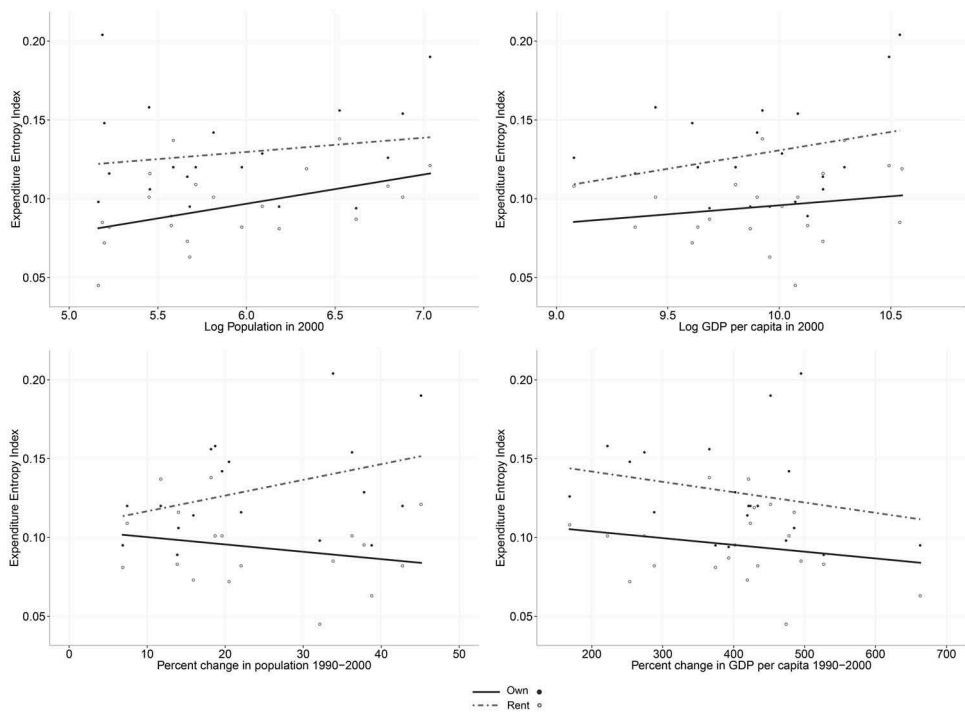 0.20
0.15
0.10
0.05
Expenditure Entropy Index
5.0 5.5 6.0 6.5 7.0
Log Population in 2000
0.20
0.15
0.10
0.05
Expenditure Entropy Index
9.0 9.5 10.0 10.5
Log GDP per capita in 2000
0.20
0.15
0.10
0.05
Expenditure Entropy Index
0 10 20 30 40 50
Percent change in population 1990−2000
0.20
0.15
0.10
0.05
Expenditure Entropy Index
200 300 400 500 600 700
Percent change in GDP per capita 1990−2000
Own
Rent